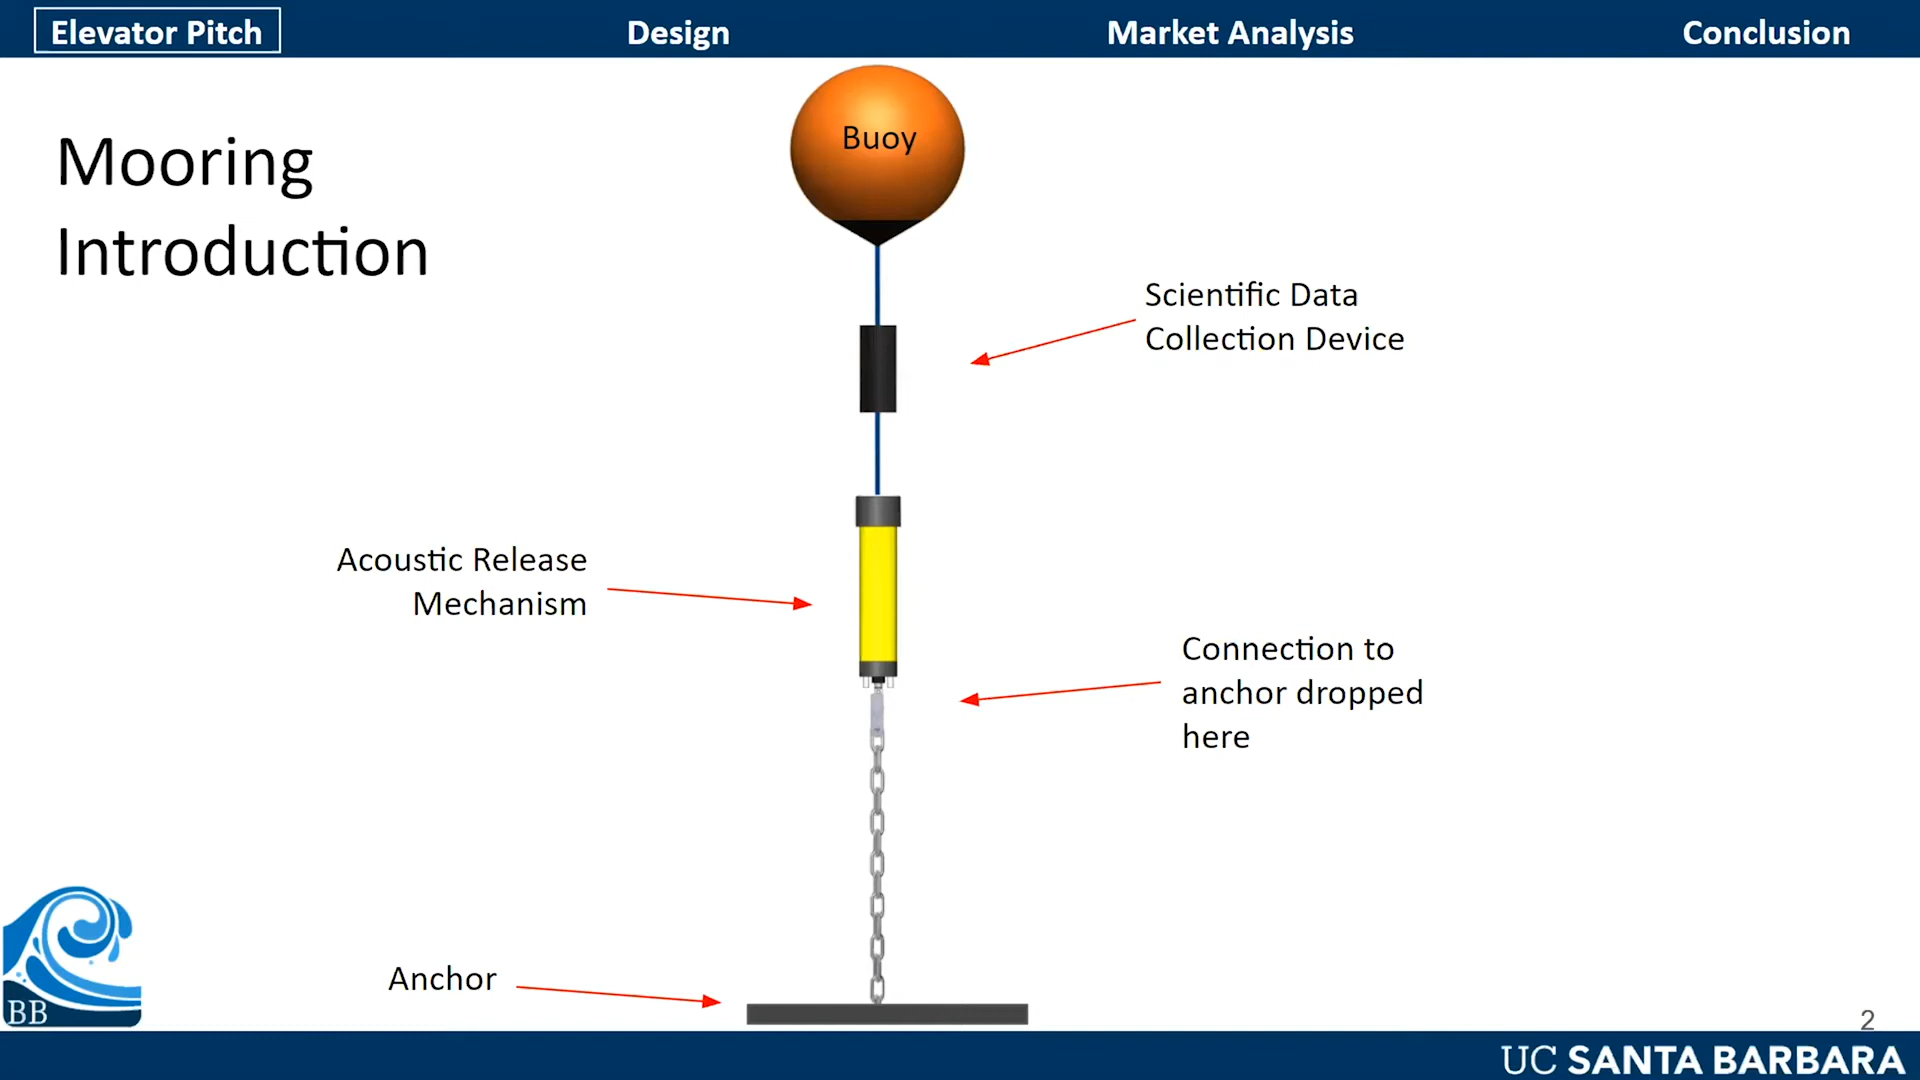 Elevator Pitch
Design
Market Analysis
Conclusion
Mooring
Introduction
Buoy
Scientific Data
Collection Device
Acoustic Release
Mechanism
Connection to
anchor dropped
here
Anchor
BB
2
UC SANTA BARBARA